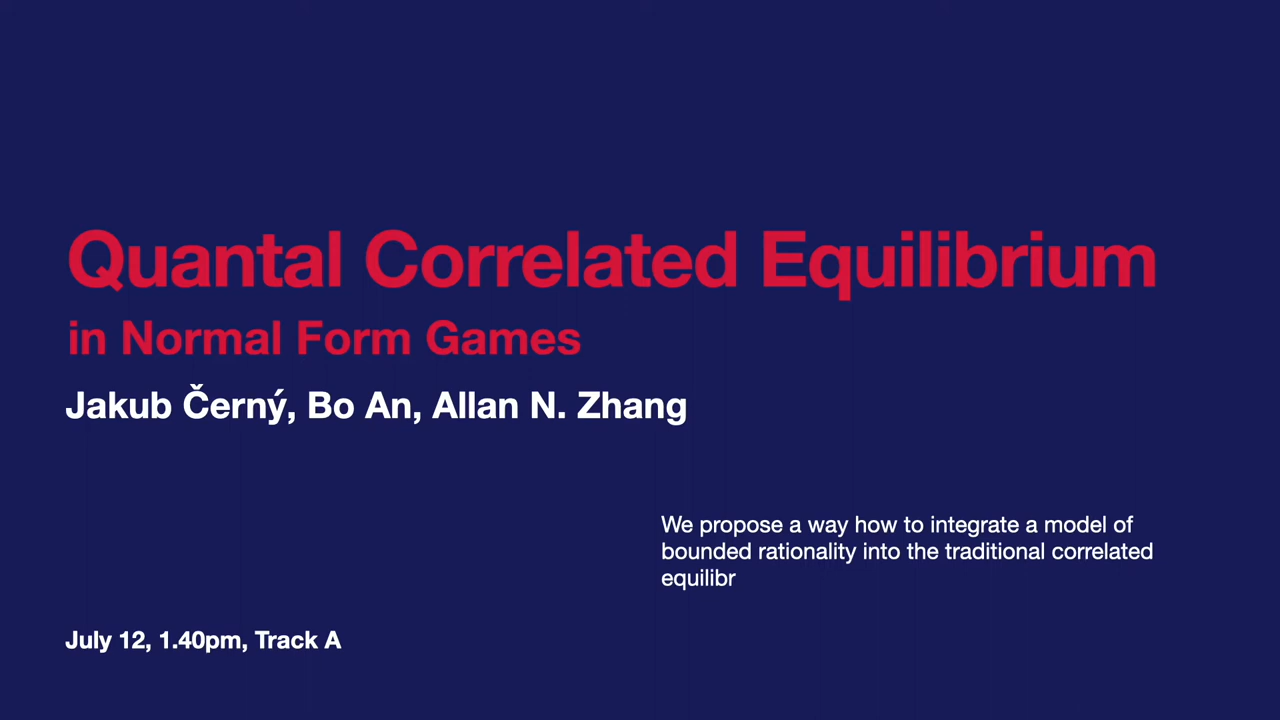 Quantal Correlated Equilibrium
in Normal Form Games
Jakub Černý, Bo An, Allan N. Zhang
We propose a way how to integrate a model of
bounded rationality into the traditional correlated
equilibr
July 12, 1.40pm, Track A